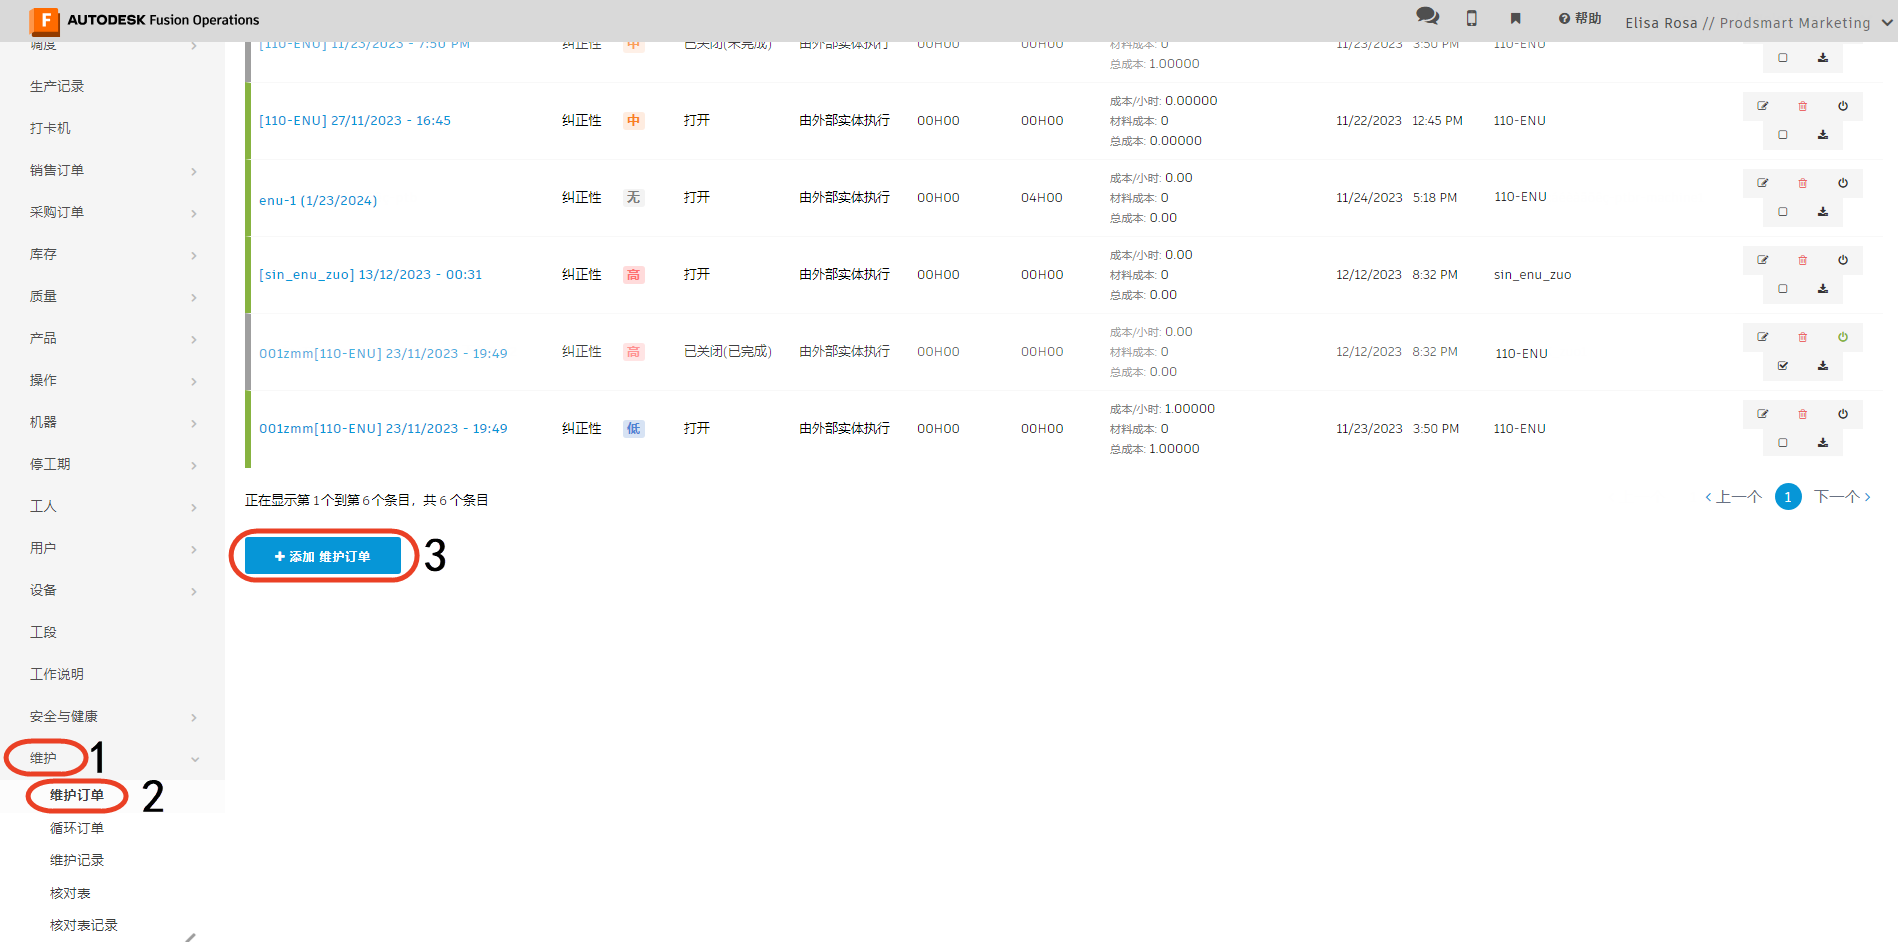 F AUTODESK Fusion Operations
帮助
Elisa Rosa // Prodsmart Marketing
调度
生产记录
打卡机
销售订单
采购订单
库存
质量
产品
操作
机器
停工期
工人
用户
设备
工段
工作说明
安全与健康
维护 1
维护订单 2
循环订单
维护记录
核对表
核对表记录
[110-ENU] 11/23/2023 - 7:50 PM 纠正性 中 已关闭(未完成) 由外部实体执行 00H00 00H00 材料成本: 0 11/23/2023 3:50 PM 110-ENU
总成本: 1.00000
成本/小时: 0.00000
[110-ENU] 27/11/2023 - 16:45 纠正性 中 打开 由外部实体执行 00H00 00H00 材料成本: 0 11/22/2023 12:45 PM 110-ENU
总成本: 0.00000
成本/小时: 0.00
enu-1 (1/23/2024) 纠正性 无 打开 由外部实体执行 00H00 04H00 材料成本: 0 11/24/2023 5:18 PM 110-ENU
总成本: 0.00
成本/小时: 0.00
[sin_enu_zuo] 13/12/2023 - 00:31 纠正性 高 打开 由外部实体执行 00H00 00H00 材料成本: 0 12/12/2023 8:32 PM sin_enu_zuo
总成本: 0.00
成本/小时: 0.00
001zmm[110-ENU] 23/11/2023 - 19:49 纠正性 高 已关闭(已完成) 由外部实体执行 00H00 00H00 材料成本: 0 12/12/2023 8:32 PM 110-ENU
总成本: 0.00
成本/小时: 1.00000
001zmm[110-ENU] 23/11/2023 - 19:49 纠正性 低 打开 由外部实体执行 00H00 00H00 材料成本: 0 11/23/2023 3:50 PM 110-ENU
总成本: 1.00000
正在显示第 1 个到第 6 个条目，共 6 个条目
‹ 上一个 1 下一个 ›
+ 添加 维护订单 3